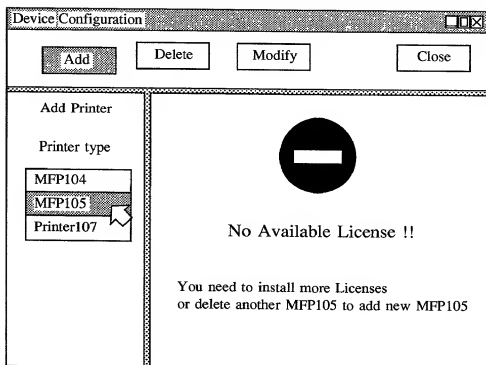 Device Configuration
Add
Delete
Modify
Close
Add Printer
Printer type
MFP104
MFP105
Printer107
No Available License !!
You need to install more Licenses
or delete another MFP105 to add new MFP105